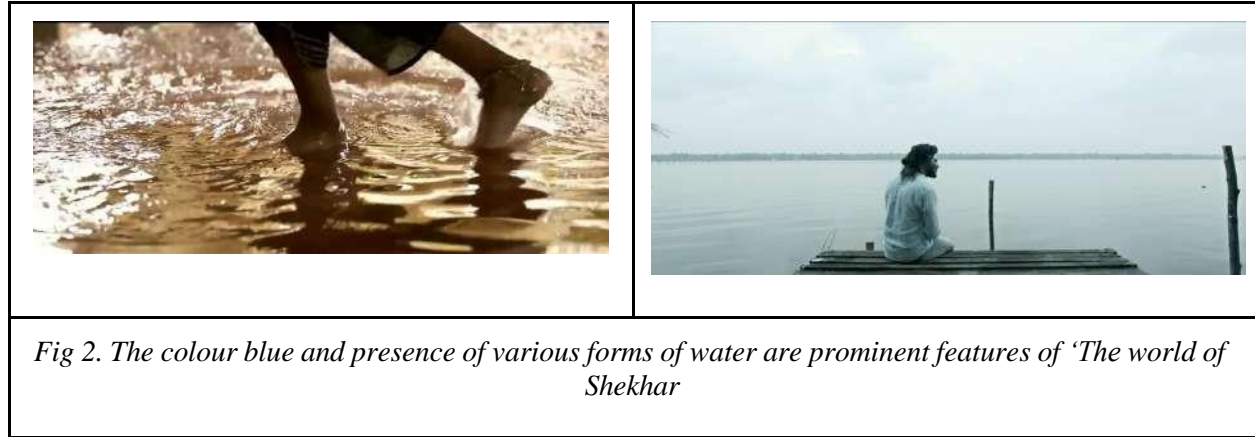 Fig 2. The colour blue and presence of various forms of water are prominent features of ‘The world of
Shekhar